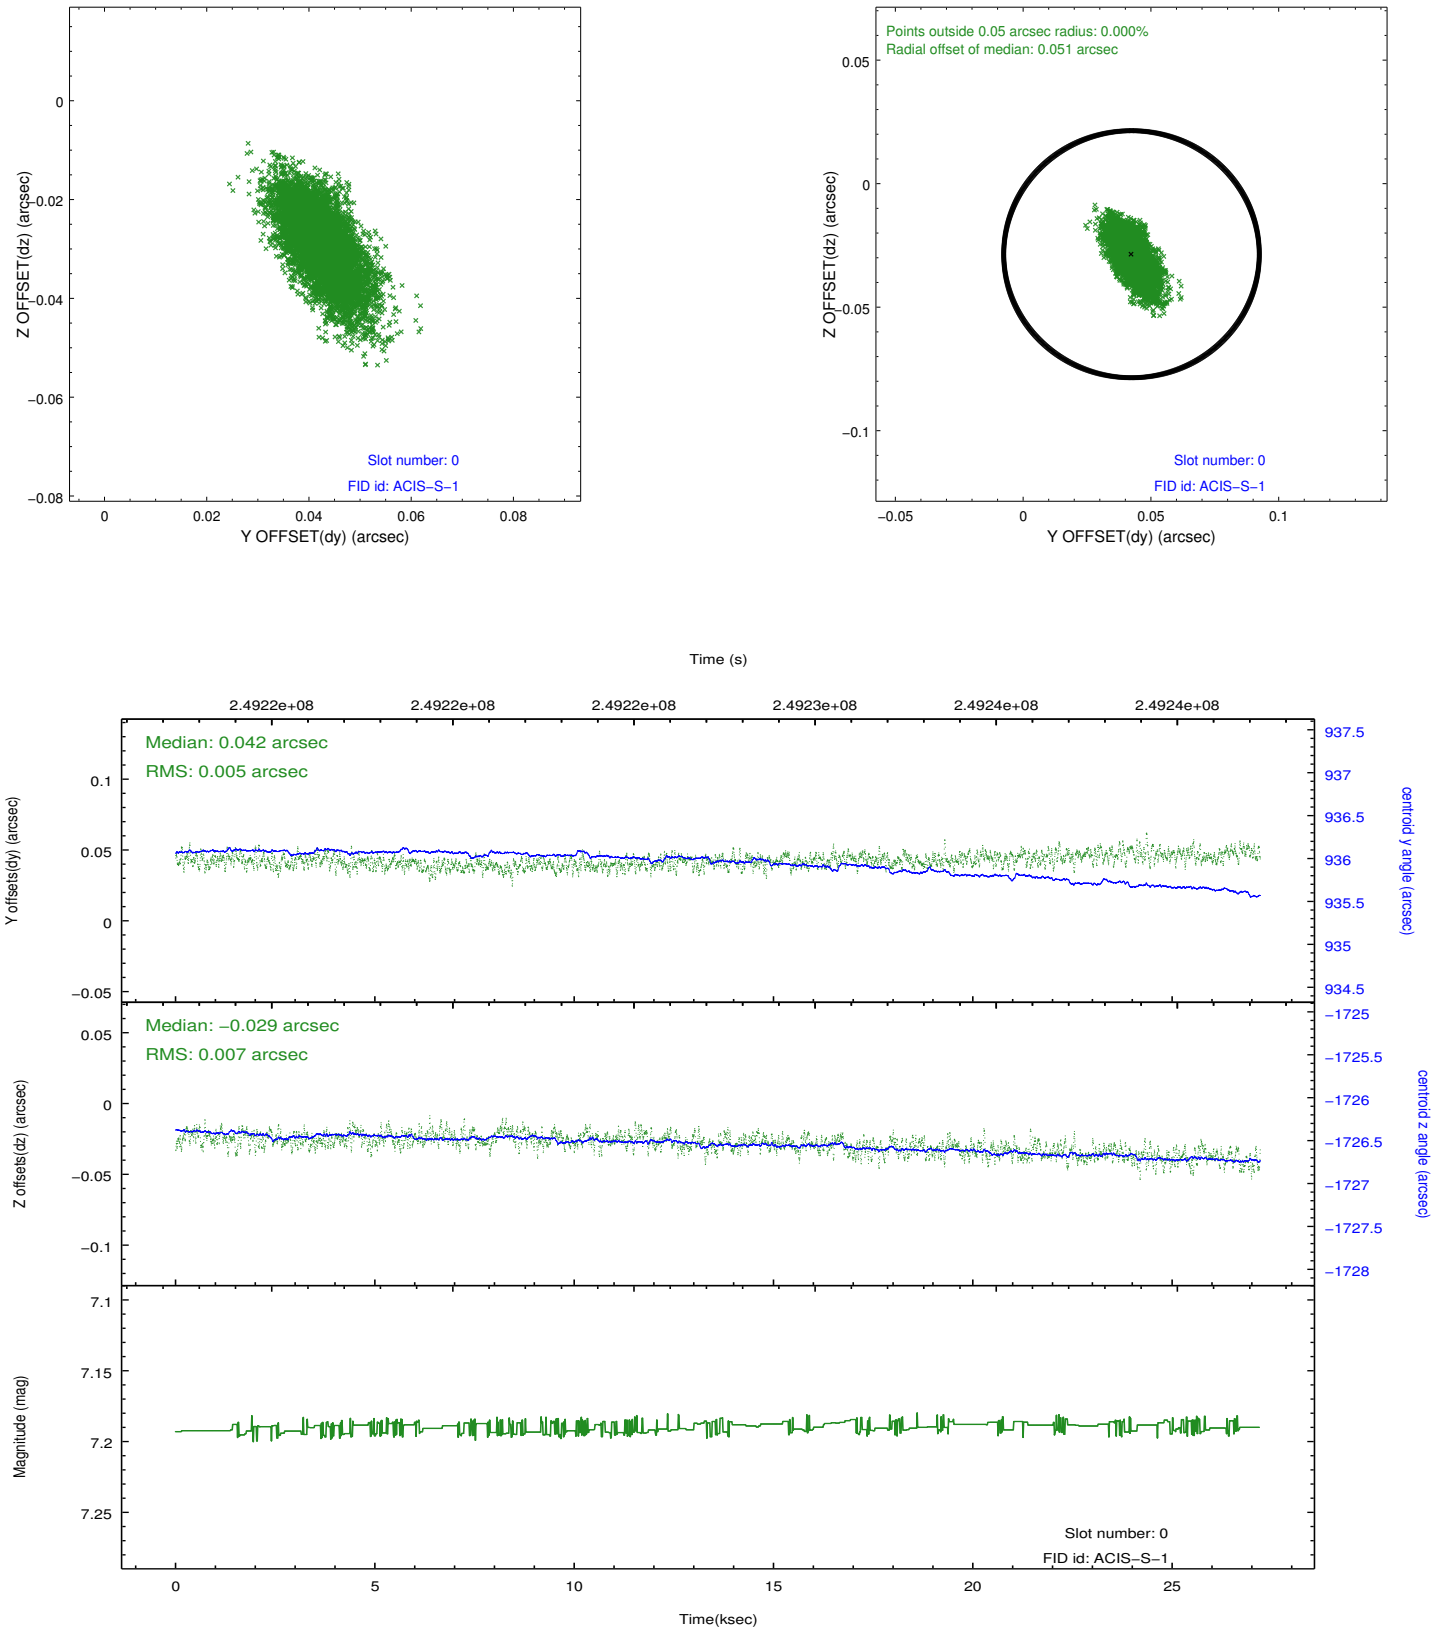 0
−0.02
−0.04
−0.06
−0.08
Z OFFSET(dz) (arcsec)
Slot number: 0
FID id: ACIS−S−1
0 0.02 0.04 0.06 0.08
Y OFFSET(dy) (arcsec)
Points outside 0.05 arcsec radius: 0.000%
Radial offset of median: 0.051 arcsec
0.05
0
−0.05
−0.1
Z OFFSET(dz) (arcsec)
Slot number: 0
FID id: ACIS−S−1
−0.05 0 0.05 0.1
Y OFFSET(dy) (arcsec)
Time (s)
2.4922e+08 2.4922e+08 2.4922e+08 2.4923e+08 2.4924e+08 2.4924e+08
Median: 0.042 arcsec
RMS: 0.005 arcsec
0.1
0.05
0
−0.05
Y offsets(dy) (arcsec)
937.5
937
936.5
936
935.5
935
934.5
centroid y angle (arcsec)
Median: −0.029 arcsec
RMS: 0.007 arcsec
0.05
0
−0.05
−0.1
Z offsets(dz) (arcsec)
−1725
−1725.5
−1726
−1726.5
−1727
−1727.5
−1728
centroid z angle (arcsec)
7.1
7.15
7.2
7.25
Magnitude (mag)
Slot number: 0
FID id: ACIS−S−1
0 5 10 15 20 25
Time(ksec)